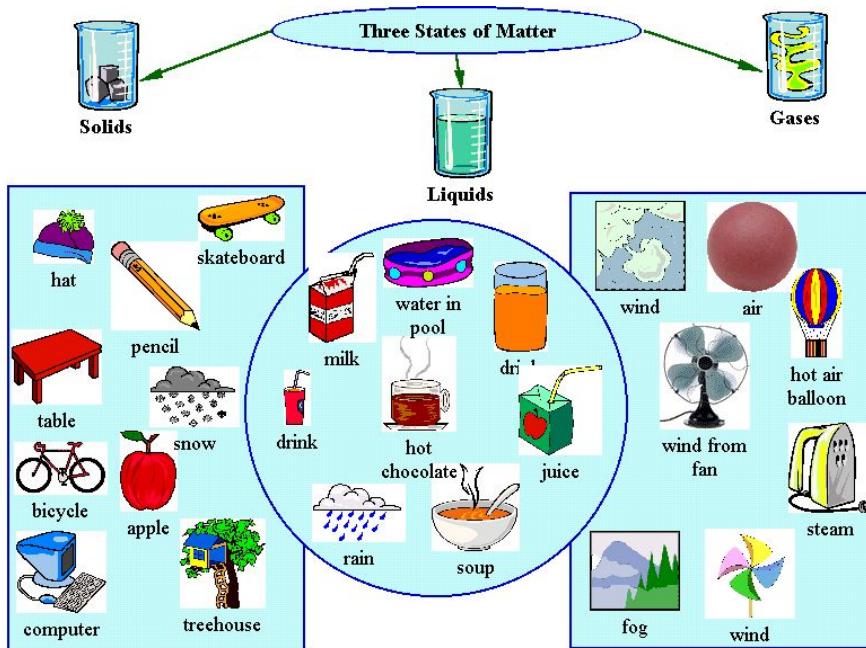 Three States of Matter
Solids
Liquids
Gases
hat
skateboard
pencil
table
snow
bicycle
apple
computer
treehouse
milk
water in
pool
drink
drink
hot
chocolate
juice
rain
soup
wind
air
hot air
balloon
wind from
fan
steam
fog
wind